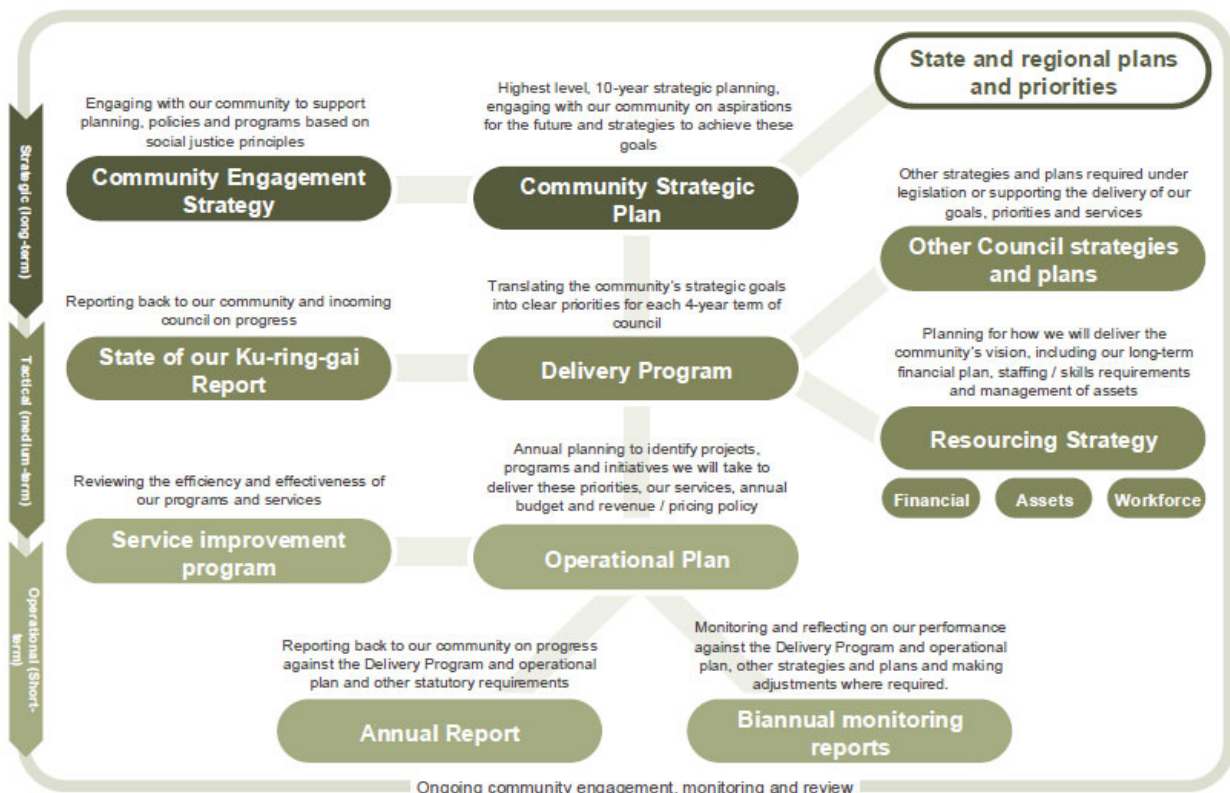 State and regional plans
and priorities
Engaging with our community to support
planning, policies and programs based on
social justice principles
Community Engagement
Strategy
Highest level, 10-year strategic planning,
engaging with our community on aspirations
for the future and strategies to achieve these
goals
Community Strategic
Plan
Other strategies and plans required under
legislation or supporting the delivery of our
goals, priorities and services
Other Council strategies
and plans
Strategic (long-term)
Reporting back to our community and incoming
council on progress
State of our Ku-ring-gai
Report
Translating the community's strategic goals
into clear priorities for each 4-year term of
council
Delivery Program
Planning for how we will deliver the
community's vision, including our long-term
financial plan, staffing / skills requirements
and management of assets
Resourcing Strategy
Financial
Assets
Workforce
Tactical (medium-term)
Reviewing the efficiency and effectiveness of
our programs and services
Service improvement
program
Annual planning to identify projects,
programs and initiatives we will take to
deliver these priorities, our services, annual
budget and revenue / pricing policy
Operational Plan
Operational (Short-
term)
Reporting back to our community on progress
against the Delivery Program and operational
plan and other statutory requirements
Annual Report
Monitoring and reflecting on our performance
against the Delivery Program and operational
plan, other strategies and plans and making
adjustments where required.
Biannual monitoring
reports
Ongoing community engagement, monitoring and review